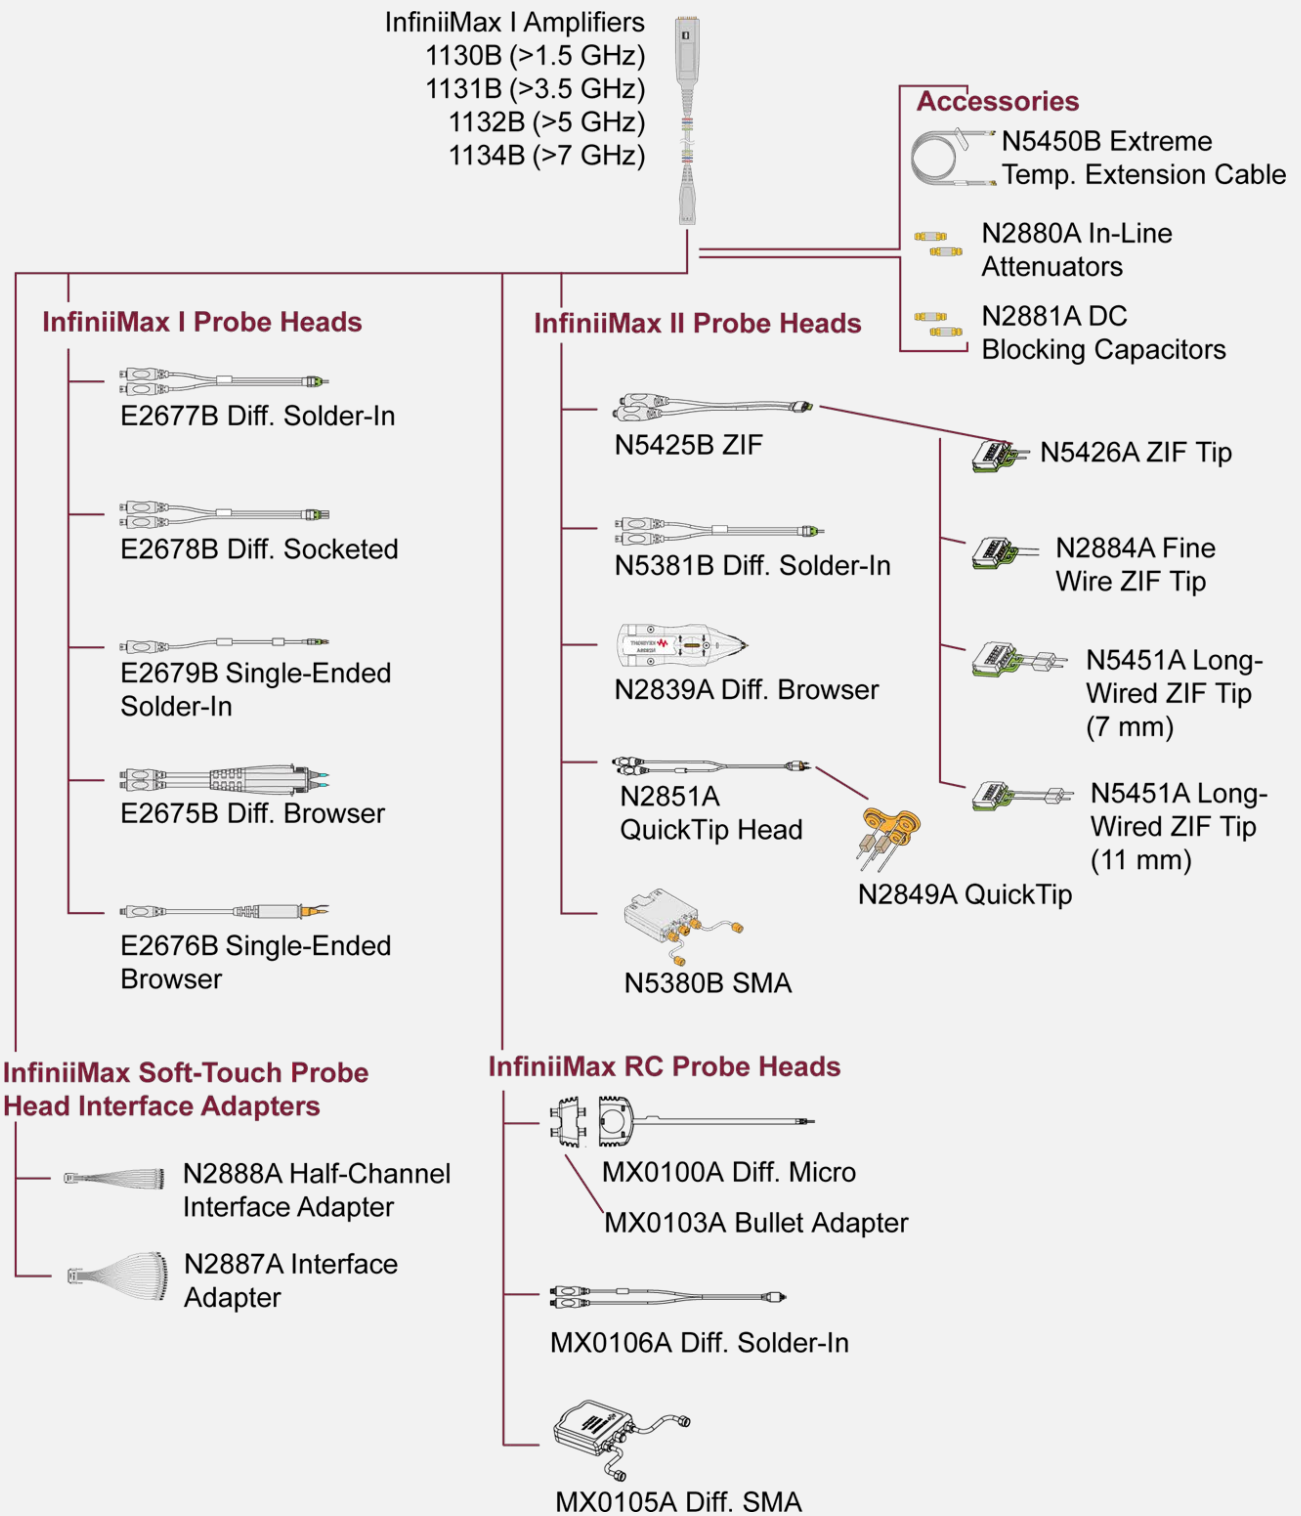 InfiniiMax I Amplifiers
1130B (>1.5 GHz)
1131B (>3.5 GHz)
1132B (>5 GHz)
1134B (>7 GHz)
Accessories
N5450B Extreme
Temp. Extension Cable
N2880A In-Line
Attenuators
N2881A DC
Blocking Capacitors
InfiniiMax I Probe Heads
E2677B Diff. Solder-In
E2678B Diff. Socketed
E2679B Single-Ended
Solder-In
E2675B Diff. Browser
E2676B Single-Ended
Browser
InfiniiMax II Probe Heads
N5425B ZIF
N5381B Diff. Solder-In
KEYSIGHT
N2839A
N2839A Diff. Browser
N2851A
QuickTip Head
N2849A QuickTip
N5380B SMA
N5426A ZIF Tip
N2884A Fine
Wire ZIF Tip
N5451A Long-
Wired ZIF Tip
(7 mm)
N5451A Long-
Wired ZIF Tip
(11 mm)
InfiniiMax Soft-Touch Probe
Head Interface Adapters
N2888A Half-Channel
Interface Adapter
N2887A Interface
Adapter
InfiniiMax RC Probe Heads
MX0100A Diff. Micro
MX0103A Bullet Adapter
MX0106A Diff. Solder-In
MX0105A Diff. SMA